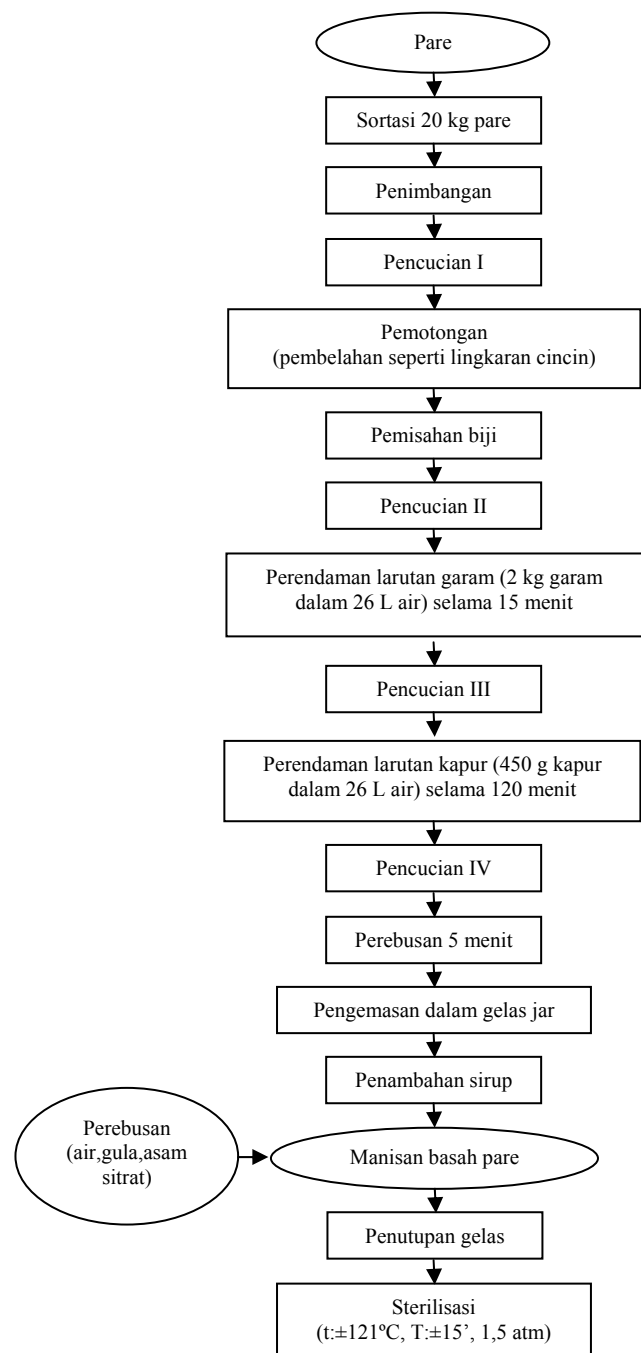 Pare
Sortasi 20 kg pare
Penimbangan
Pencucian I
Pemotongan
(pembelahan seperti lingkaran cincin)
Pemisahan biji
Pencucian II
Perendaman larutan garam (2 kg garam
dalam 26 L air) selama 15 menit
Pencucian III
Perendaman larutan kapur (450 g kapur
dalam 26 L air) selama 120 menit
Pencucian IV
Perebusan 5 menit
Pengemasan dalam gelas jar
Penambahan sirup
Perebusan
(air,gula,asam
sitrat)
Manisan basah pare
Penutupan gelas
Sterilisasi
(t:±121ºC, T:±15’, 1,5 atm)